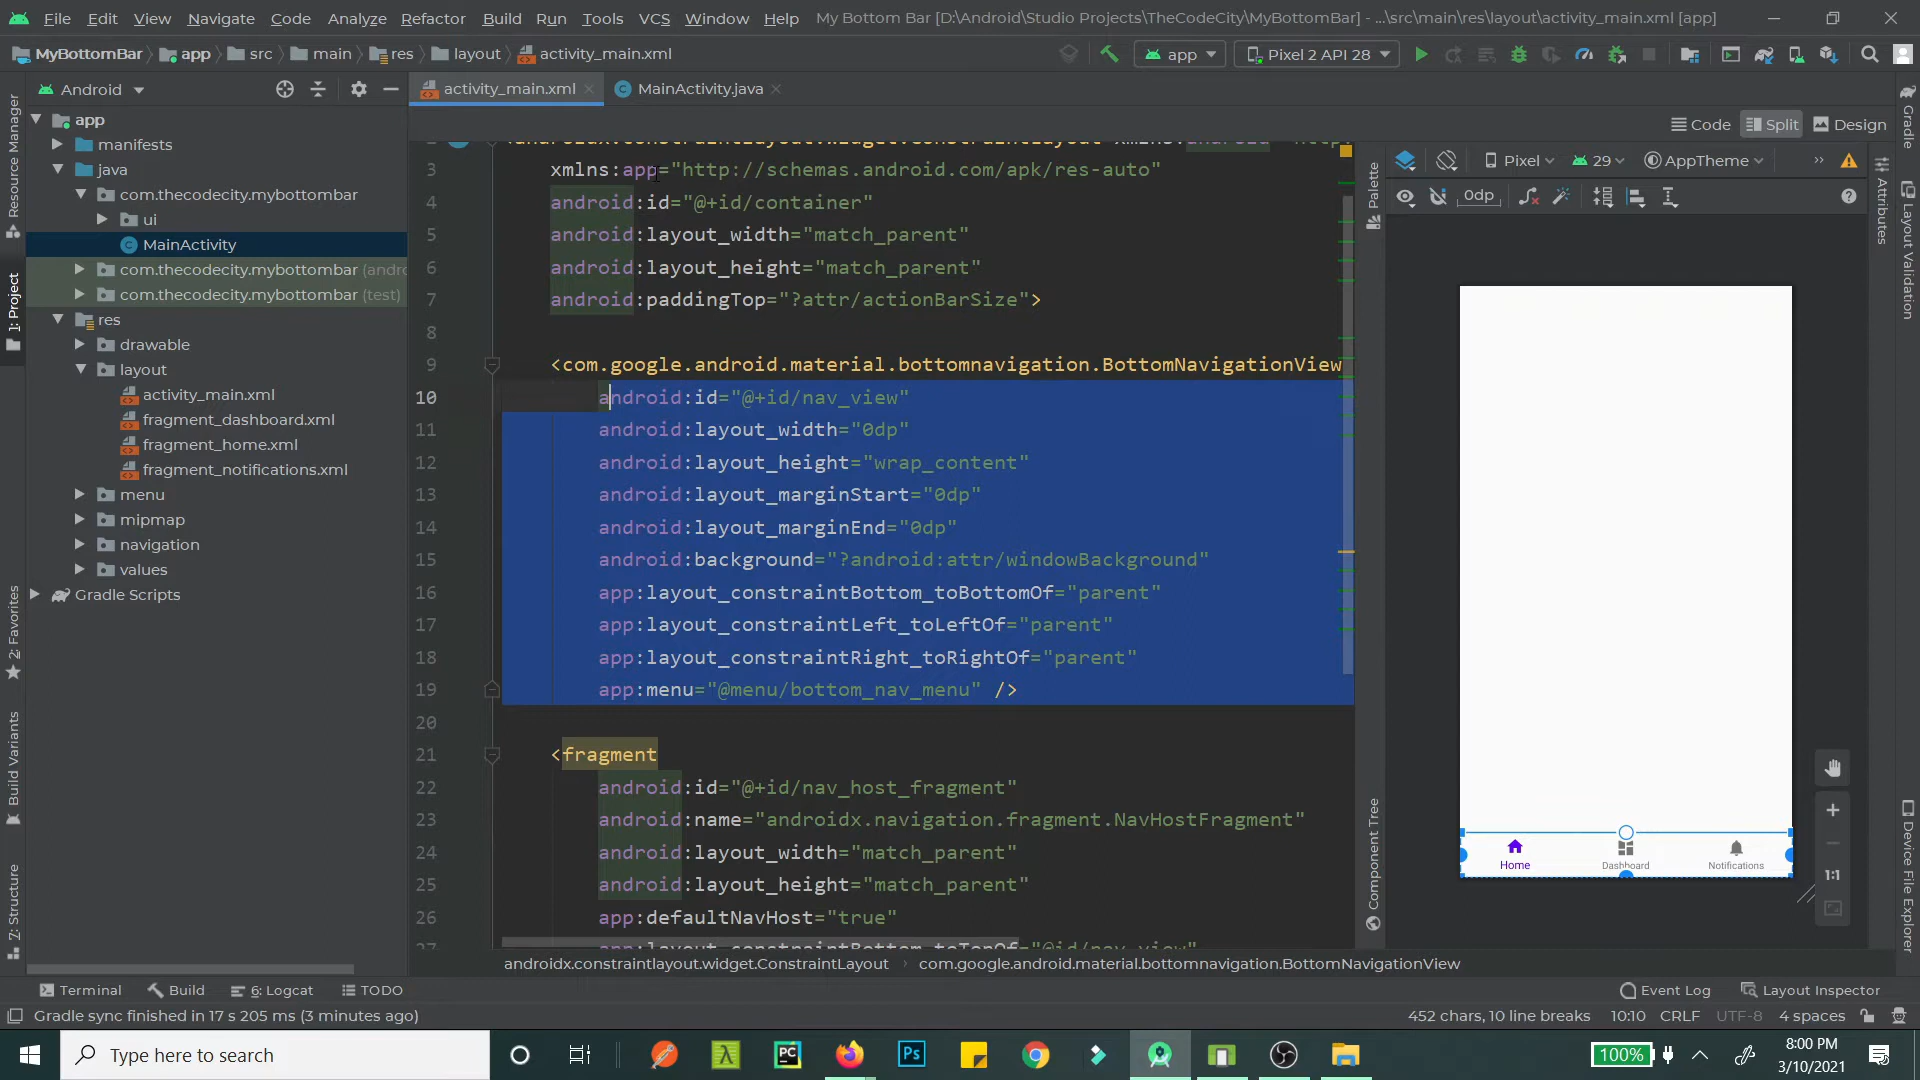 File Edit View Navigate Code Analyze Refactor Build Run Tools VCS Window Help My Bottom Bar [D:\Android\Studio Projects\TheCodeCity\MyBottomBar] - ...\src\main\res\layout\activity_main.xml [app]
MyBottomBar app src main res layout activity_main.xml app Pixel 2 API 28
Android activity_main.xml MainActivity.java
Code Split Design
Resource Manager
1: Project
2: Favorites
Build Variants
7: Structure
app
manifests
java
com.thecodecity.mybottombar
ui
MainActivity
com.thecodecity.mybottombar (andro
com.thecodecity.mybottombar (test)
res
drawable
layout
activity_main.xml
fragment_dashboard.xml
fragment_home.xml
fragment_notifications.xml
menu
mipmap
navigation
values
Gradle Scripts
3 xmlns:app="http://schemas.android.com/apk/res-auto"
4 android:id="@+id/container"
5 android:layout_width="match_parent"
6 android:layout_height="match_parent"
7 android:paddingTop="?attr/actionBarSize">
8
9 <com.google.android.material.bottomnavigation.BottomNavigationView
10 android:id="@+id/nav_view"
11 android:layout_width="0dp"
12 android:layout_height="wrap_content"
13 android:layout_marginStart="0dp"
14 android:layout_marginEnd="0dp"
15 android:background="?android:attr/windowBackground"
16 app:layout_constraintBottom_toBottomOf="parent"
17 app:layout_constraintLeft_toLeftOf="parent"
18 app:layout_constraintRight_toRightOf="parent"
19 app:menu="@menu/bottom_nav_menu" />
20
21 <fragment
22 android:id="@+id/nav_host_fragment"
23 android:name="androidx.navigation.fragment.NavHostFragment"
24 android:layout_width="match_parent"
25 android:layout_height="match_parent"
26 app:defaultNavHost="true"
androidx.constraintlayout.widget.ConstraintLayout › com.google.android.material.bottomnavigation.BottomNavigationView
Palette
Component Tree
Pixel 29 AppTheme »
0dp
Home Dashboard Notifications
1:1
Attributes
Gradle
Layout Validation
Device File Explorer
Terminal Build 6: Logcat TODO Event Log Layout Inspector
Gradle sync finished in 17 s 205 ms (3 minutes ago) 452 chars, 10 line breaks 10:10 CRLF UTF-8 4 spaces
Type here to search PC Ps 100% 8:00 PM
3/10/2021